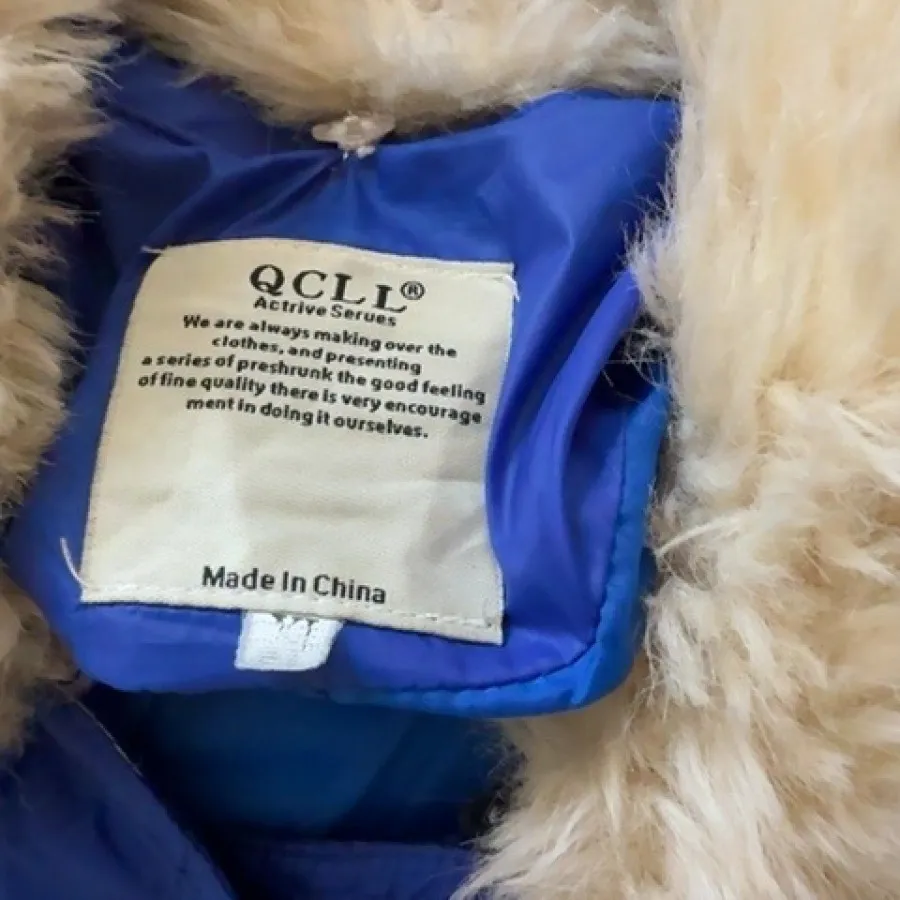 QCLL®
Actrive Serues
We are always making over the
clothes, and presenting
a series of preshrunk the good feeling
of fine quality there is very encourage
ment in doing it ourselves.
Made In China